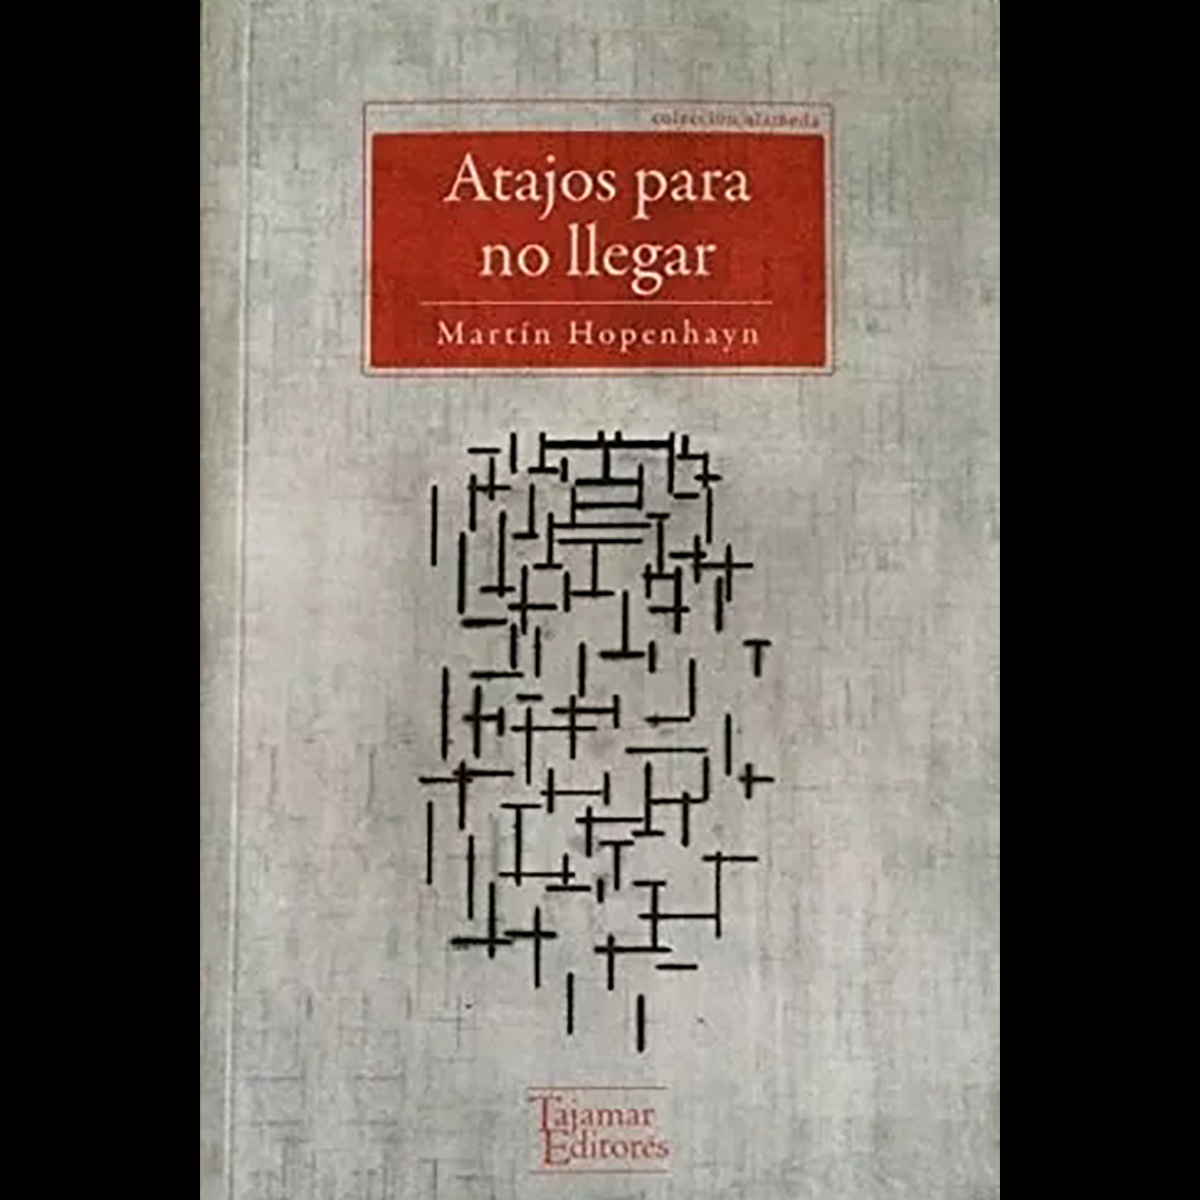 colección/alameda
Atajos para
no llegar
Martín Hopenhayn
Tajamar
Editores